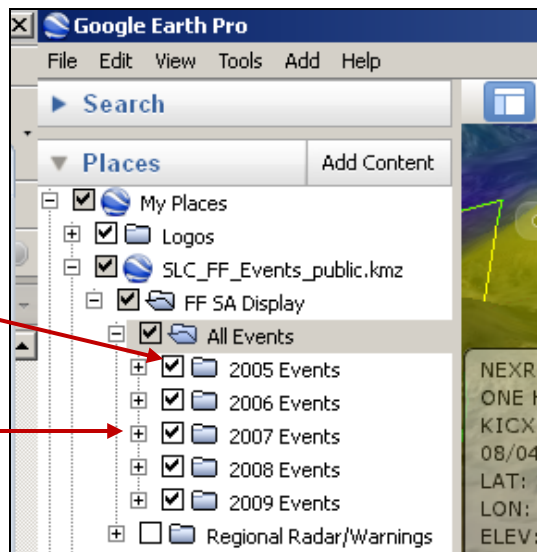 Google Earth Pro
File Edit View Tools Add Help
Search
Places Add Content
My Places
Logos
SLC_FF_Events_public.kmz
FF SA Display
All Events
2005 Events
2006 Events
2007 Events
2008 Events
2009 Events
Regional Radar/Warnings
NEXR
ONE
KICX
08/04
LAT:
LON:
ELEV: